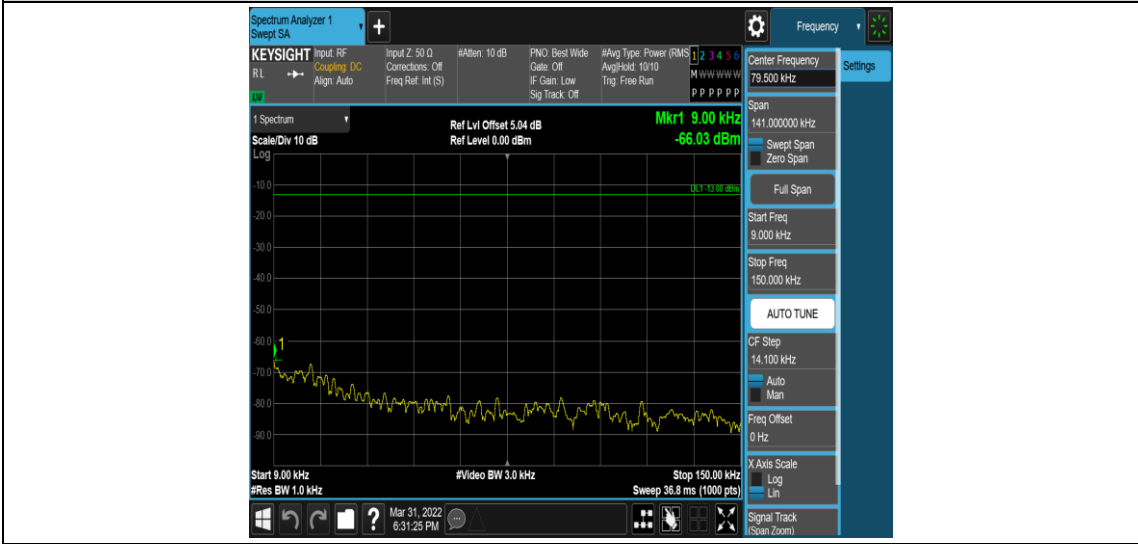 Spectrum Analyzer 1
Swept SA
+
Frequency
KEYSIGHT
RL
LXI
Input: RF
Coupling: DC
Align: Auto
Input Z: 50 Ω
Corrections: Off
Freq Ref: Int (S)
#Atten: 10 dB
PNO: Best Wide
Gate: Off
IF Gain: Low
Sig Track: Off
#Avg Type: Power (RMS
Avg|Hold: 10/10
Trig: Free Run
1 2 3 4 5 6
M W W W W W
P P P P P P
1 Spectrum
Scale/Div 10 dB
Log
Ref Lvl Offset 5.04 dB
Ref Level 0.00 dBm
Mkr1 9.00 kHz
-66.03 dBm
DL1 -13.00 dBm
-10.0
-20.0
-30.0
-40.0
-50.0
-60.0
1
-70.0
-80.0
-90.0
Start 9.00 kHz
#Res BW 1.0 kHz
#Video BW 3.0 kHz
Stop 150.00 kHz
Sweep 36.8 ms (1000 pts)
?
Mar 31, 2022
6:31:25 PM
Center Frequency
79.500 kHz
Settings
Span
141.000000 kHz
Swept Span
Zero Span
Full Span
Start Freq
9.000 kHz
Stop Freq
150.000 kHz
AUTO TUNE
CF Step
14.100 kHz
Auto
Man
Freq Offset
0 Hz
X Axis Scale
Log
Lin
Signal Track
(Span Zoom)